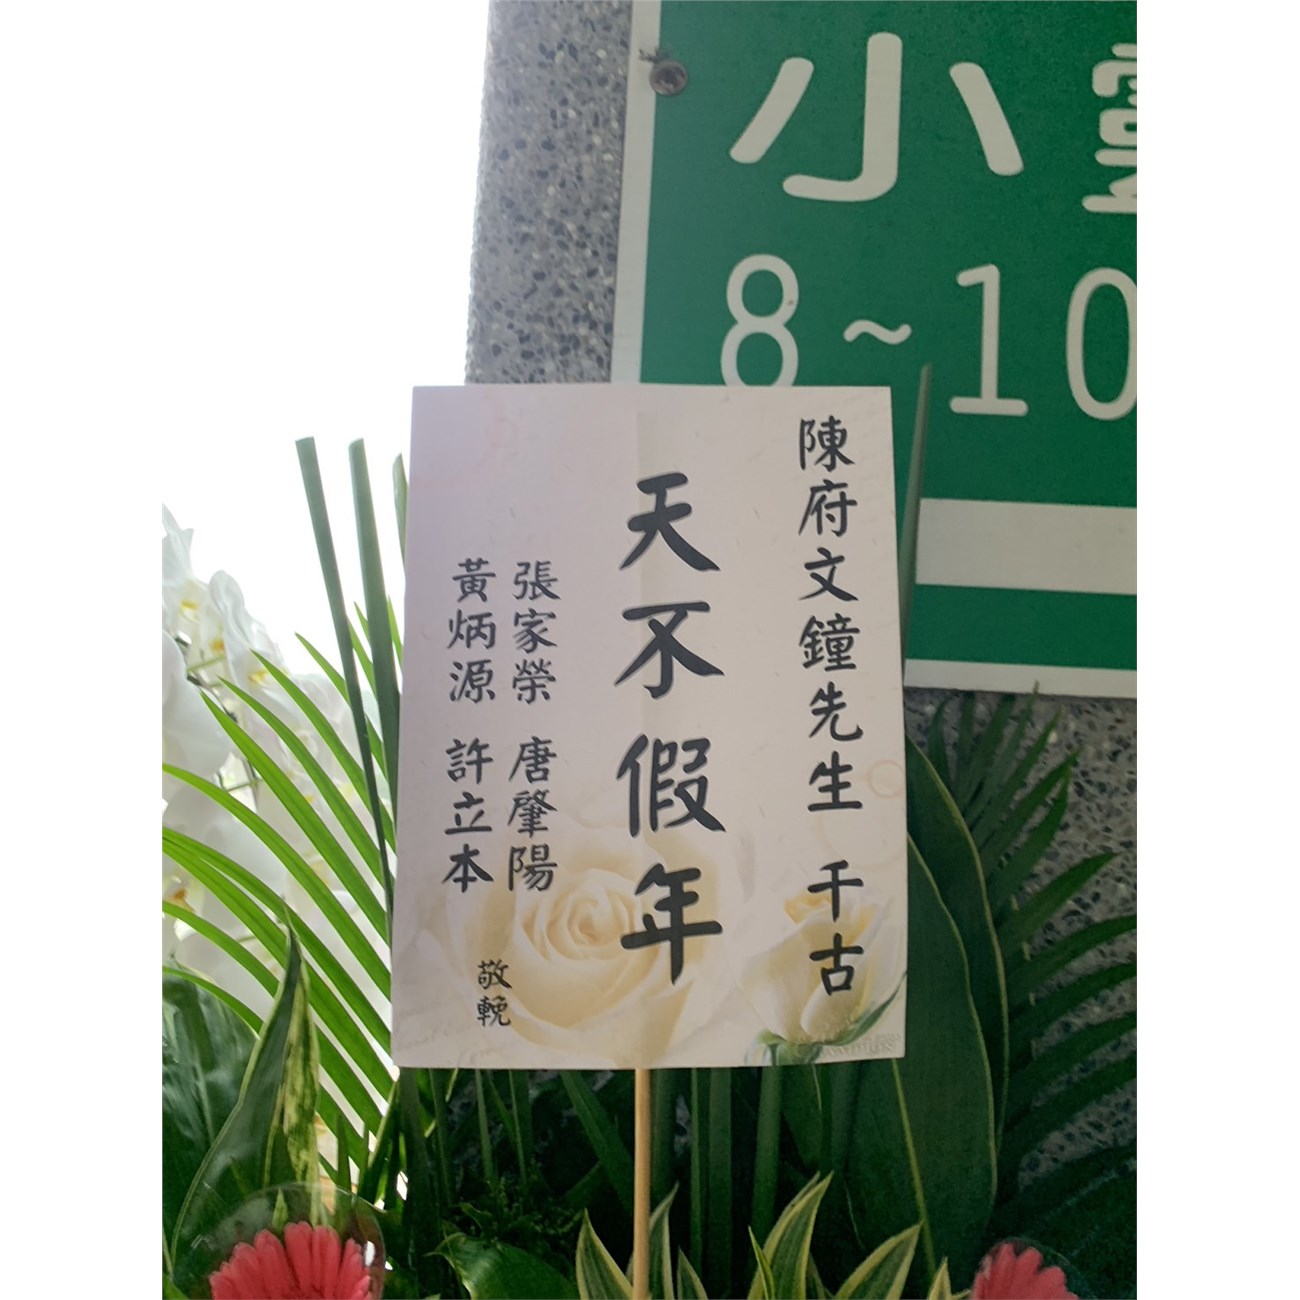 小靈
8~10
陳府文鐘先生 千古
天不假年
張家榮 唐肇陽
黃炳源 許立本
敬輓